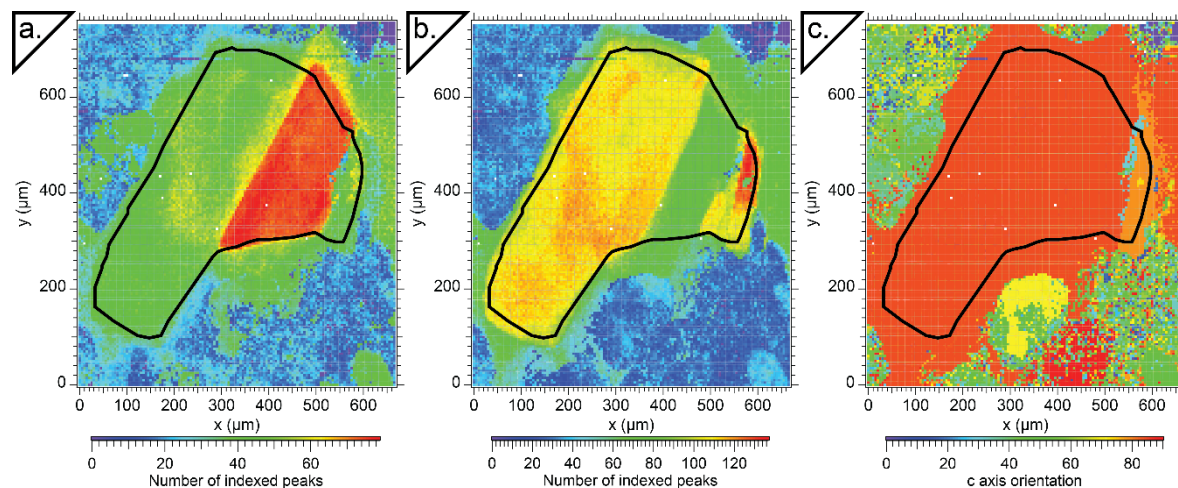 a.
b.
c.
y (µm)
600
400
200
0
0 100 200 300 400 500 600
x (µm)
0 20 40 60
Number of indexed peaks
y (µm)
600
400
200
0
0 100 200 300 400 500 600
x (µm)
0 20 40 60 80 100 120
Number of indexed peaks
y (µm)
600
400
200
0
0 100 200 300 400 500 600
x (µm)
0 20 40 60 80
c axis orientation